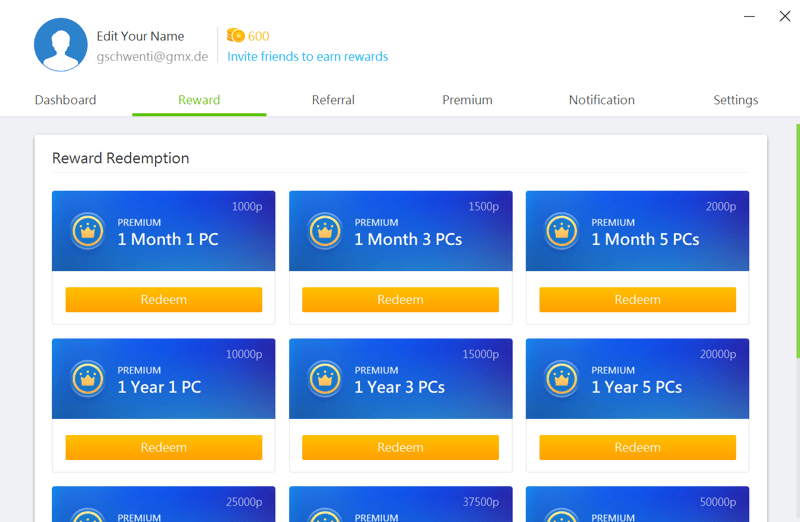 Edit Your Name
600
gschwenti@gmx.de
Invite friends to earn rewards
Dashboard
Reward
Referral
Premium
Notification
Settings
Reward Redemption
1000p
PREMIUM
1 Month 1 PC
Redeem
1500p
PREMIUM
1 Month 3 PCs
Redeem
2000p
PREMIUM
1 Month 5 PCs
Redeem
10000p
PREMIUM
1 Year 1 PC
Redeem
15000p
PREMIUM
1 Year 3 PCs
Redeem
20000p
PREMIUM
1 Year 5 PCs
Redeem
25000p
PREMIUM
37500p
PREMIUM
50000p
PREMIUM